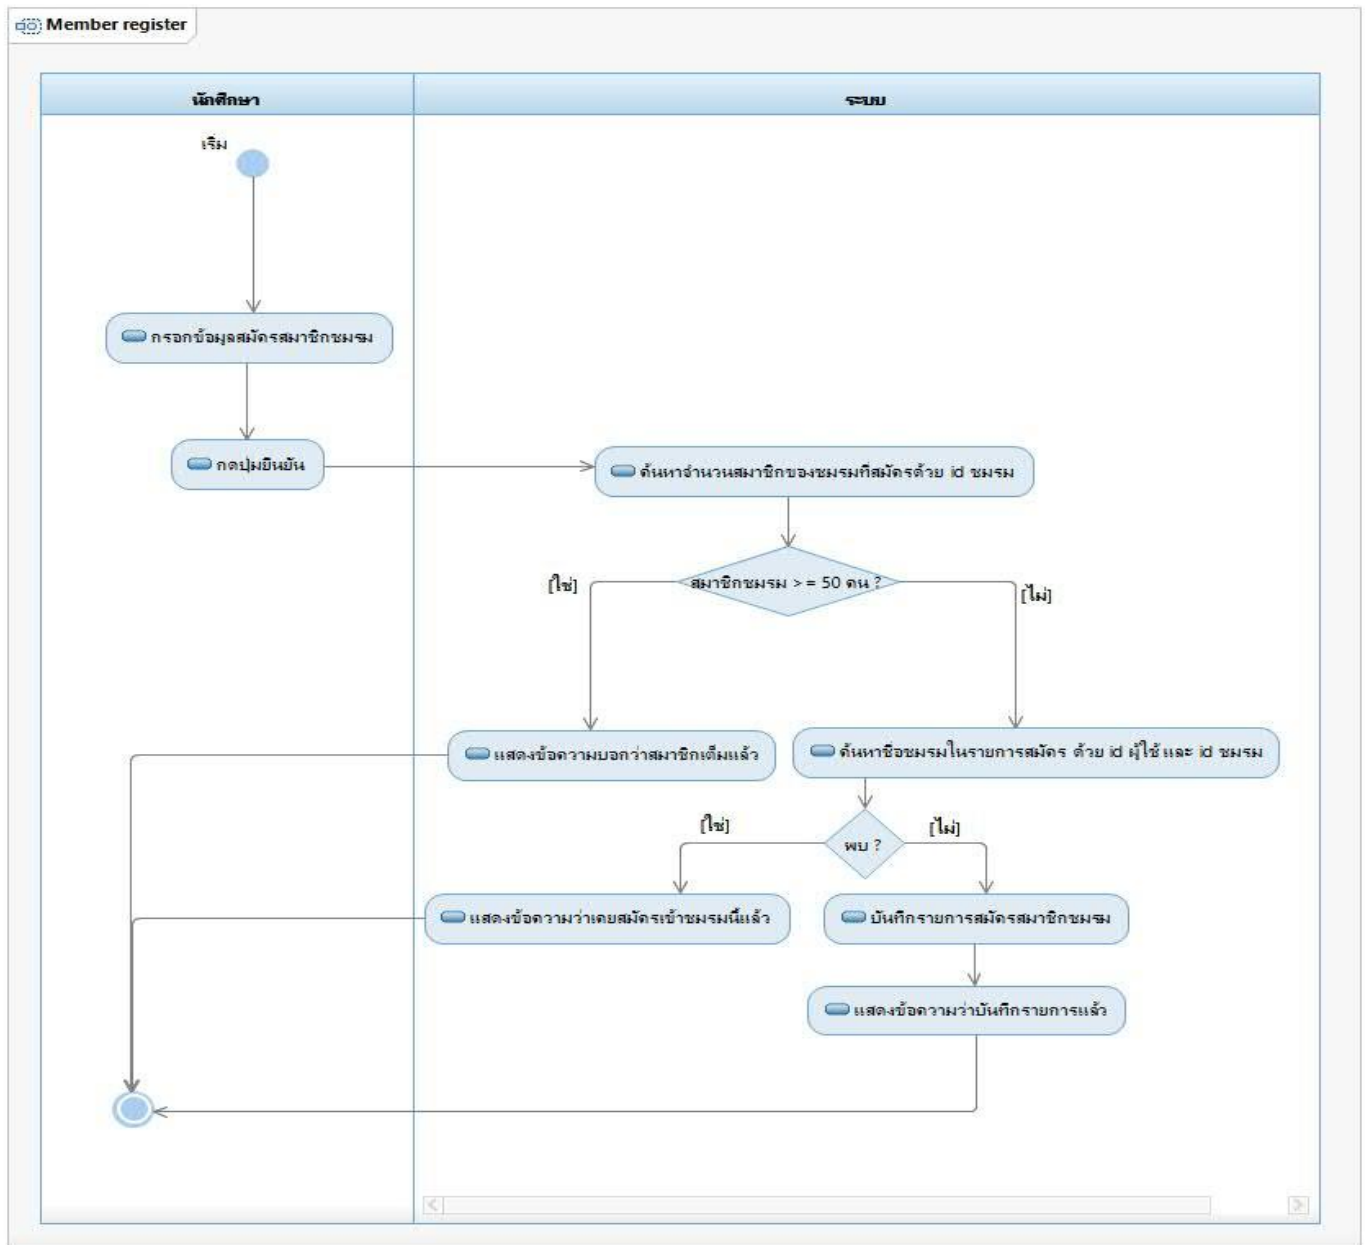 Member register
นักศึกษา
ระบบ
เริ่ม
กรอกข้อมูลสมัครสมาชิกชมรม
กดปุ่มยืนยัน
ค้นหาจำนวนสมาชิกของชมรมที่สมัครด้วย id ชมรม
สมาชิกชมรม > = 50 คน ?
[ใช่]
[ไม่]
แสดงข้อความบอกว่าสมาชิกเต็มแล้ว
ค้นหาชื่อชมรมในรายการสมัคร ด้วย id ผู้ใช้ และ id ชมรม
[ใช่]
[ไม่]
พบ ?
แสดงข้อความว่าเคยสมัครเข้าชมรมนี้แล้ว
บันทึกรายการสมัครสมาชิกชมรม
แสดงข้อความว่าบันทึกรายการแล้ว